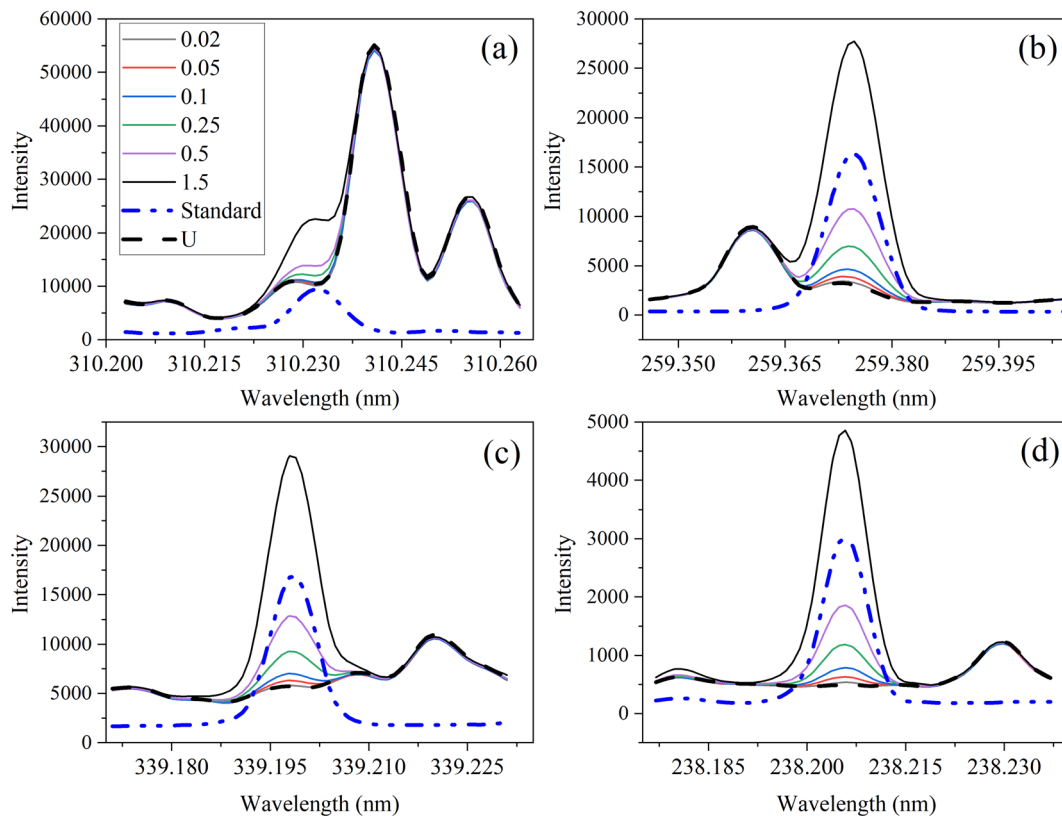 (a)
60000
50000
40000
30000
20000
10000
0
Intensity
0.02
0.05
0.1
0.25
0.5
1.5
Standard
U
310.200 310.215 310.230 310.245 310.260
Wavelength (nm)
(b)
30000
25000
20000
15000
10000
5000
0
Intensity
259.350 259.365 259.380 259.395
Wavelength (nm)
(c)
30000
25000
20000
15000
10000
5000
0
Intensity
339.180 339.195 339.210 339.225
Wavelength (nm)
(d)
5000
4000
3000
2000
1000
0
Intensity
238.185 238.200 238.215 238.230
Wavelength (nm)